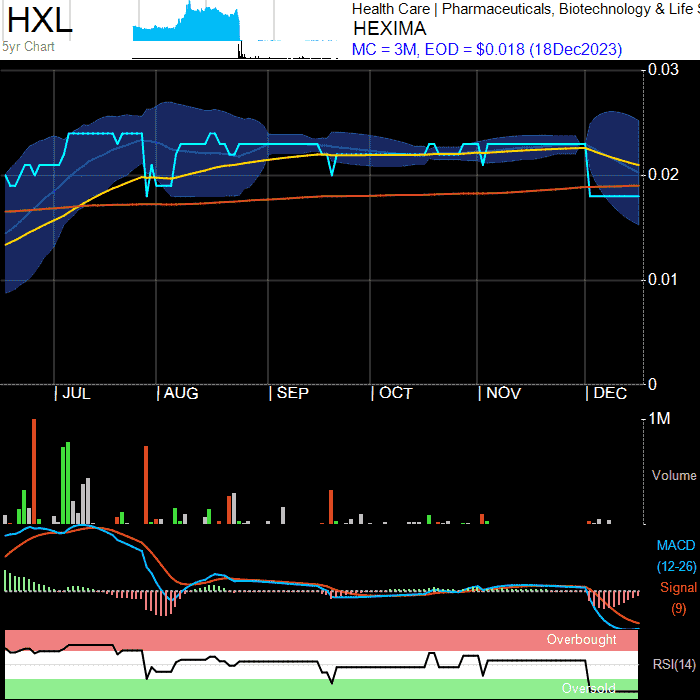 HXL
5yr Chart
Health Care | Pharmaceuticals, Biotechnology & Life S
HEXIMA
MC = 3M, EOD = $0.018 (18Dec2023)
0.03
0.02
0.01
0
| JUL | AUG | SEP | OCT | NOV | DEC
1M
Volume
MACD
(12-26)
Signal
(9)
Overbought
RSI(14)
Oversold